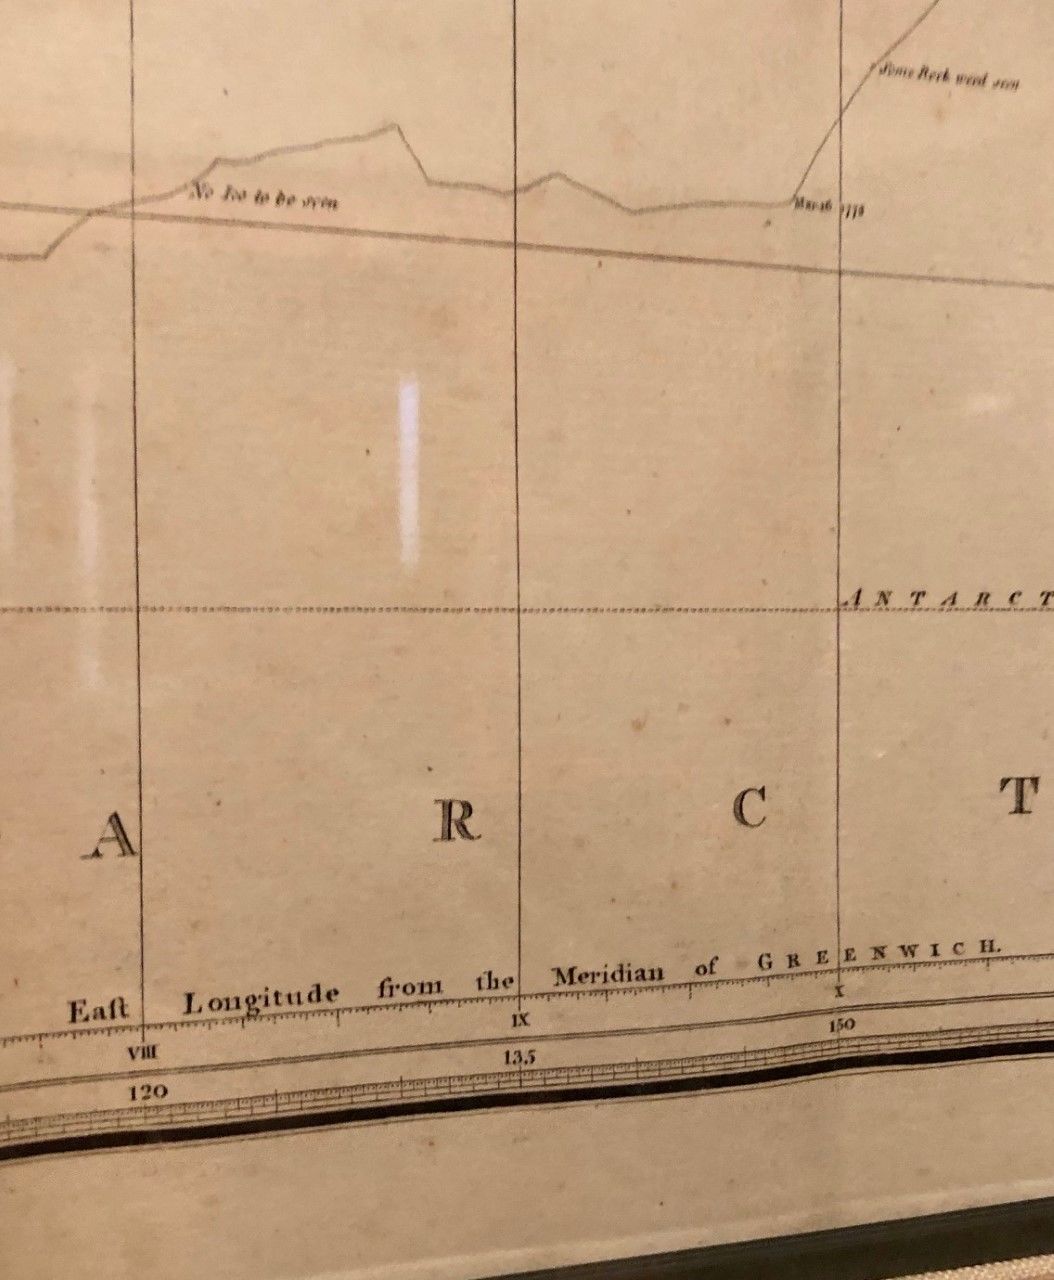 Some Rock weed seen
No Ice to be seen
Mar 16
ANTARCT
A R C T
Eaſt Longitude from the Meridian of GREENWICH.
VIII IX X
120 135 150